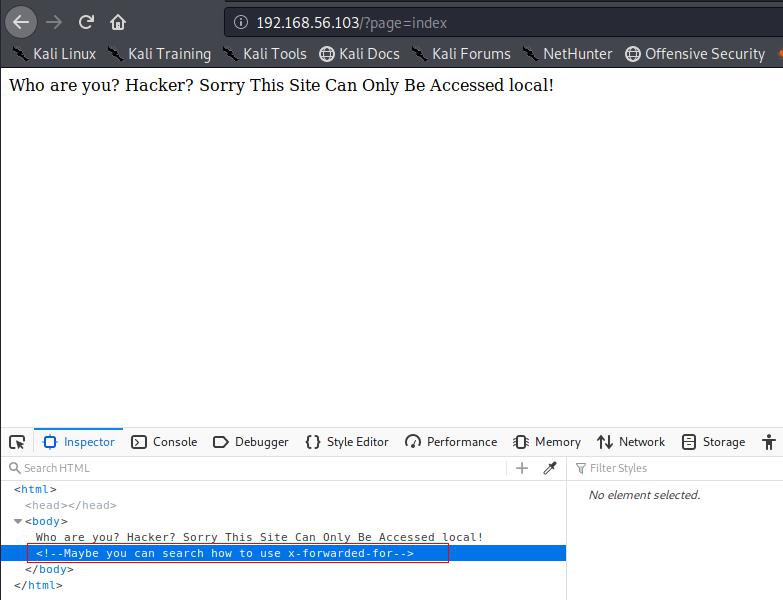 192.168.56.103/?page=index
Kali Linux Kali Training Kali Tools Kali Docs Kali Forums NetHunter Offensive Security
Who are you? Hacker? Sorry This Site Can Only Be Accessed local!
Inspector Console Debugger Style Editor Performance Memory Network Storage
Search HTML Filter Styles
<html>
<head></head>
<body>
Who are you? Hacker? Sorry This Site Can Only Be Accessed local!
<!--Maybe you can search how to use x-forwarded-for-->
</body>
</html>
No element selected.